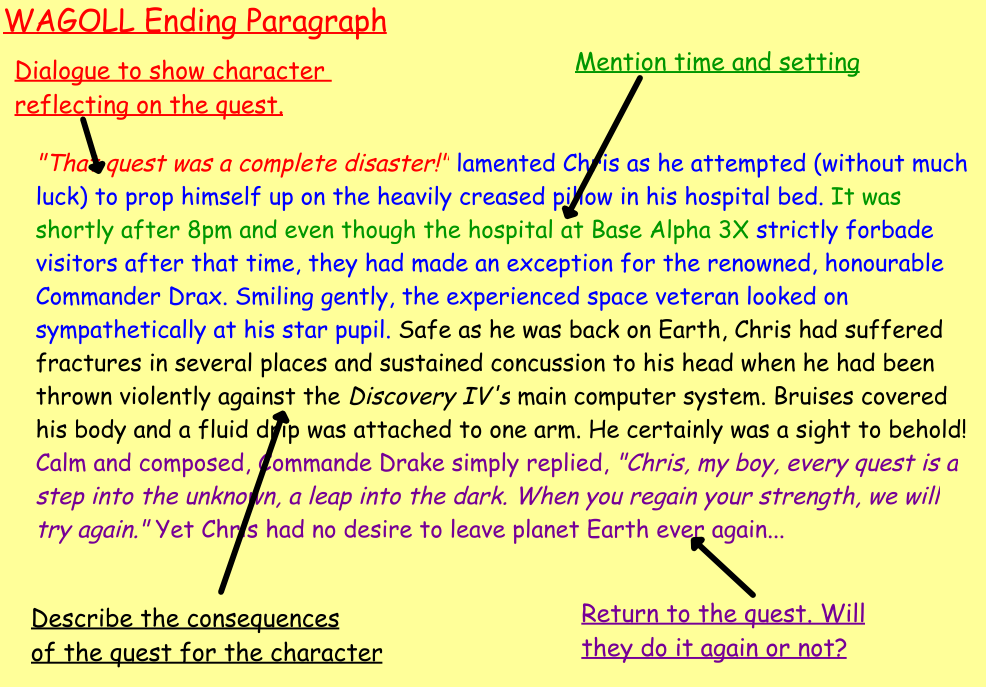 WAGOLL Ending Paragraph
Dialogue to show character
reflecting on the quest.
Mention time and setting
"That quest was a complete disaster!" lamented Chris as he attempted (without much
luck) to prop himself up on the heavily creased pillow in his hospital bed. It was
shortly after 8pm and even though the hospital at Base Alpha 3X strictly forbade
visitors after that time, they had made an exception for the renowned, honourable
Commander Drax. Smiling gently, the experienced space veteran looked on
sympathetically at his star pupil. Safe as he was back on Earth, Chris had suffered
fractures in several places and sustained concussion to his head when he had been
thrown violently against the Discovery IV's main computer system. Bruises covered
his body and a fluid drip was attached to one arm. He certainly was a sight to behold!
Calm and composed, Commande Drake simply replied, "Chris, my boy, every quest is a
step into the unknown, a leap into the dark. When you regain your strength, we will
try again." Yet Chris had no desire to leave planet Earth ever again...
Describe the consequences
of the quest for the character
Return to the quest. Will
they do it again or not?